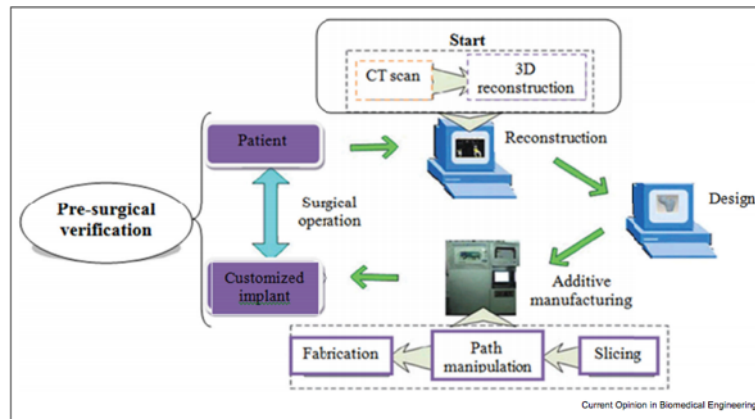 Start
CT scan
3D
reconstruction
Patient
Reconstruction
Pre-surgical
verification
Surgical
operation
Design
Customized
implant
Additive
manufacturing
Fabrication
Path
manipulation
Slicing
Current Opinion in Biomedical Engineering